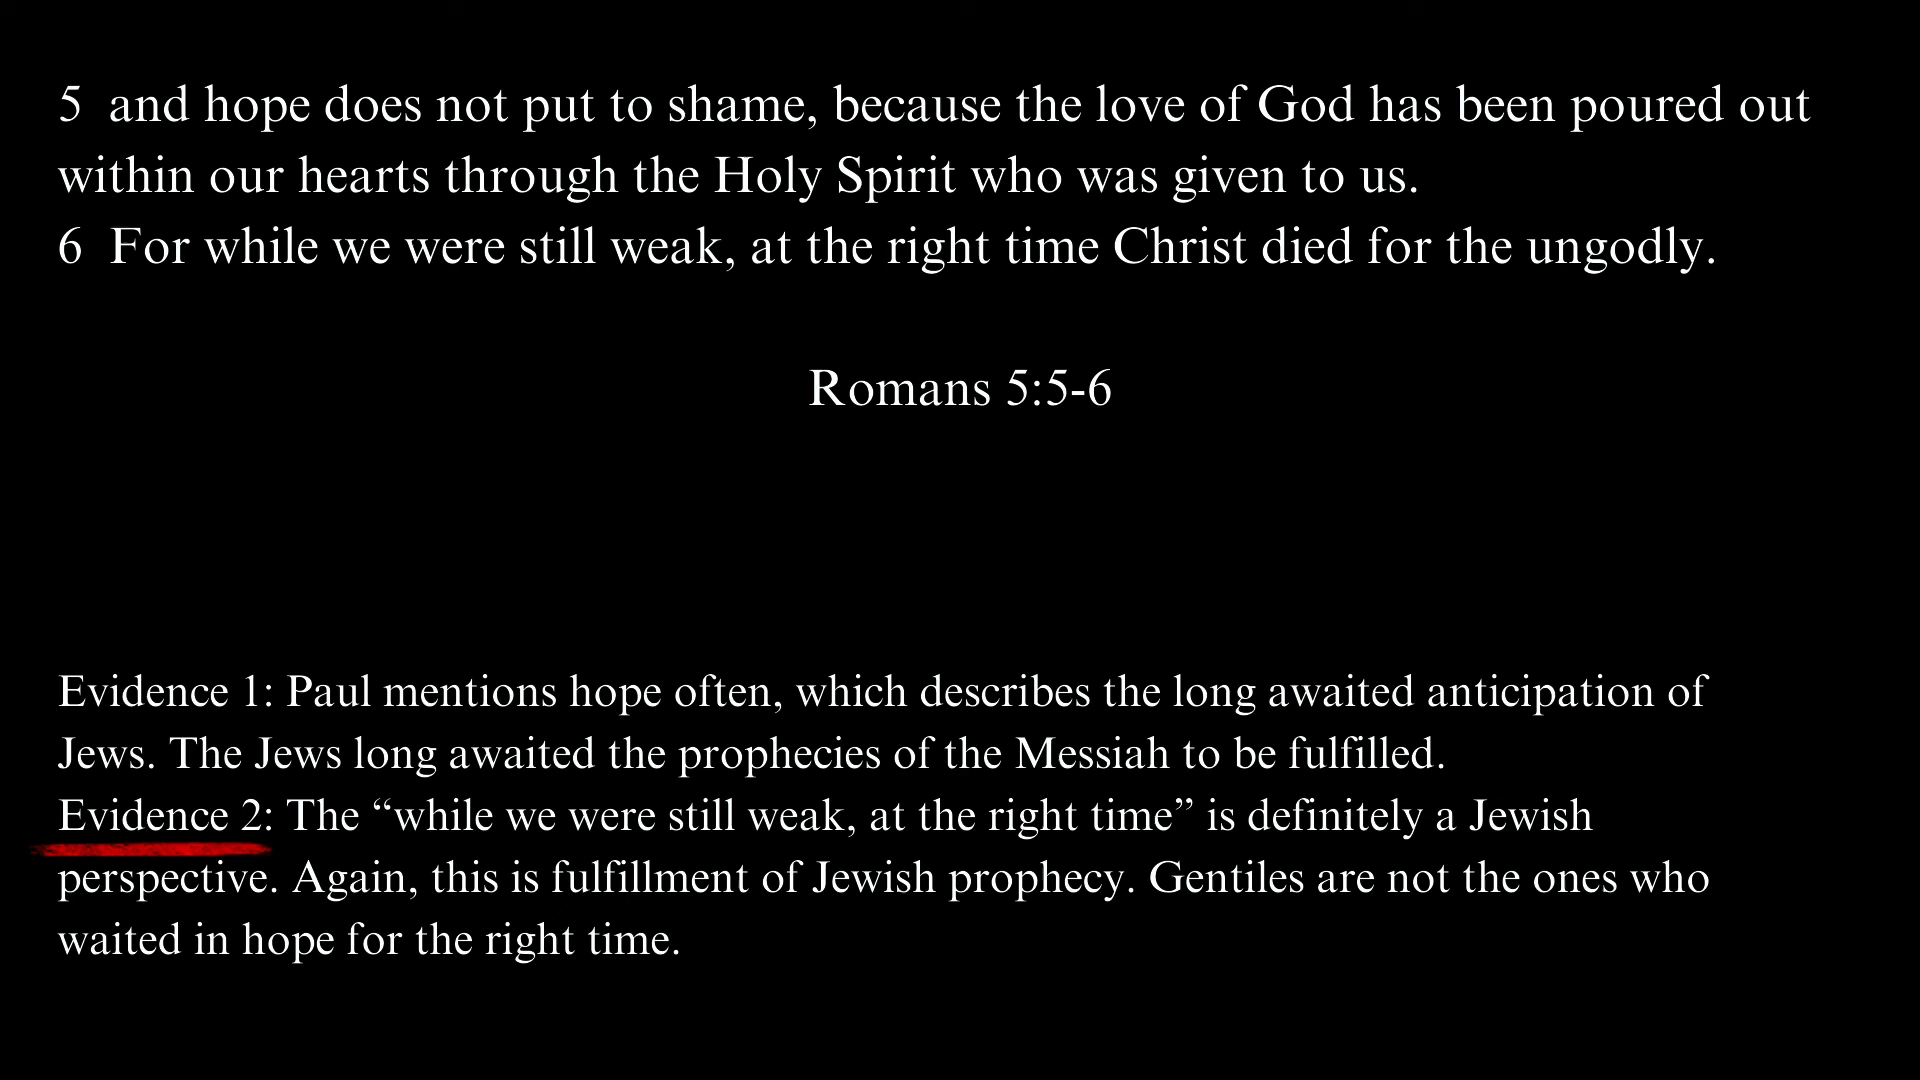 5 and hope does not put to shame, because the love of God has been poured out
within our hearts through the Holy Spirit who was given to us.
6 For while we were still weak, at the right time Christ died for the ungodly.
Romans 5:5-6
Evidence 1: Paul mentions hope often, which describes the long awaited anticipation of
Jews. The Jews long awaited the prophecies of the Messiah to be fulfilled.
Evidence 2: The “while we were still weak, at the right time” is definitely a Jewish
perspective. Again, this is fulfillment of Jewish prophecy. Gentiles are not the ones who
waited in hope for the right time.